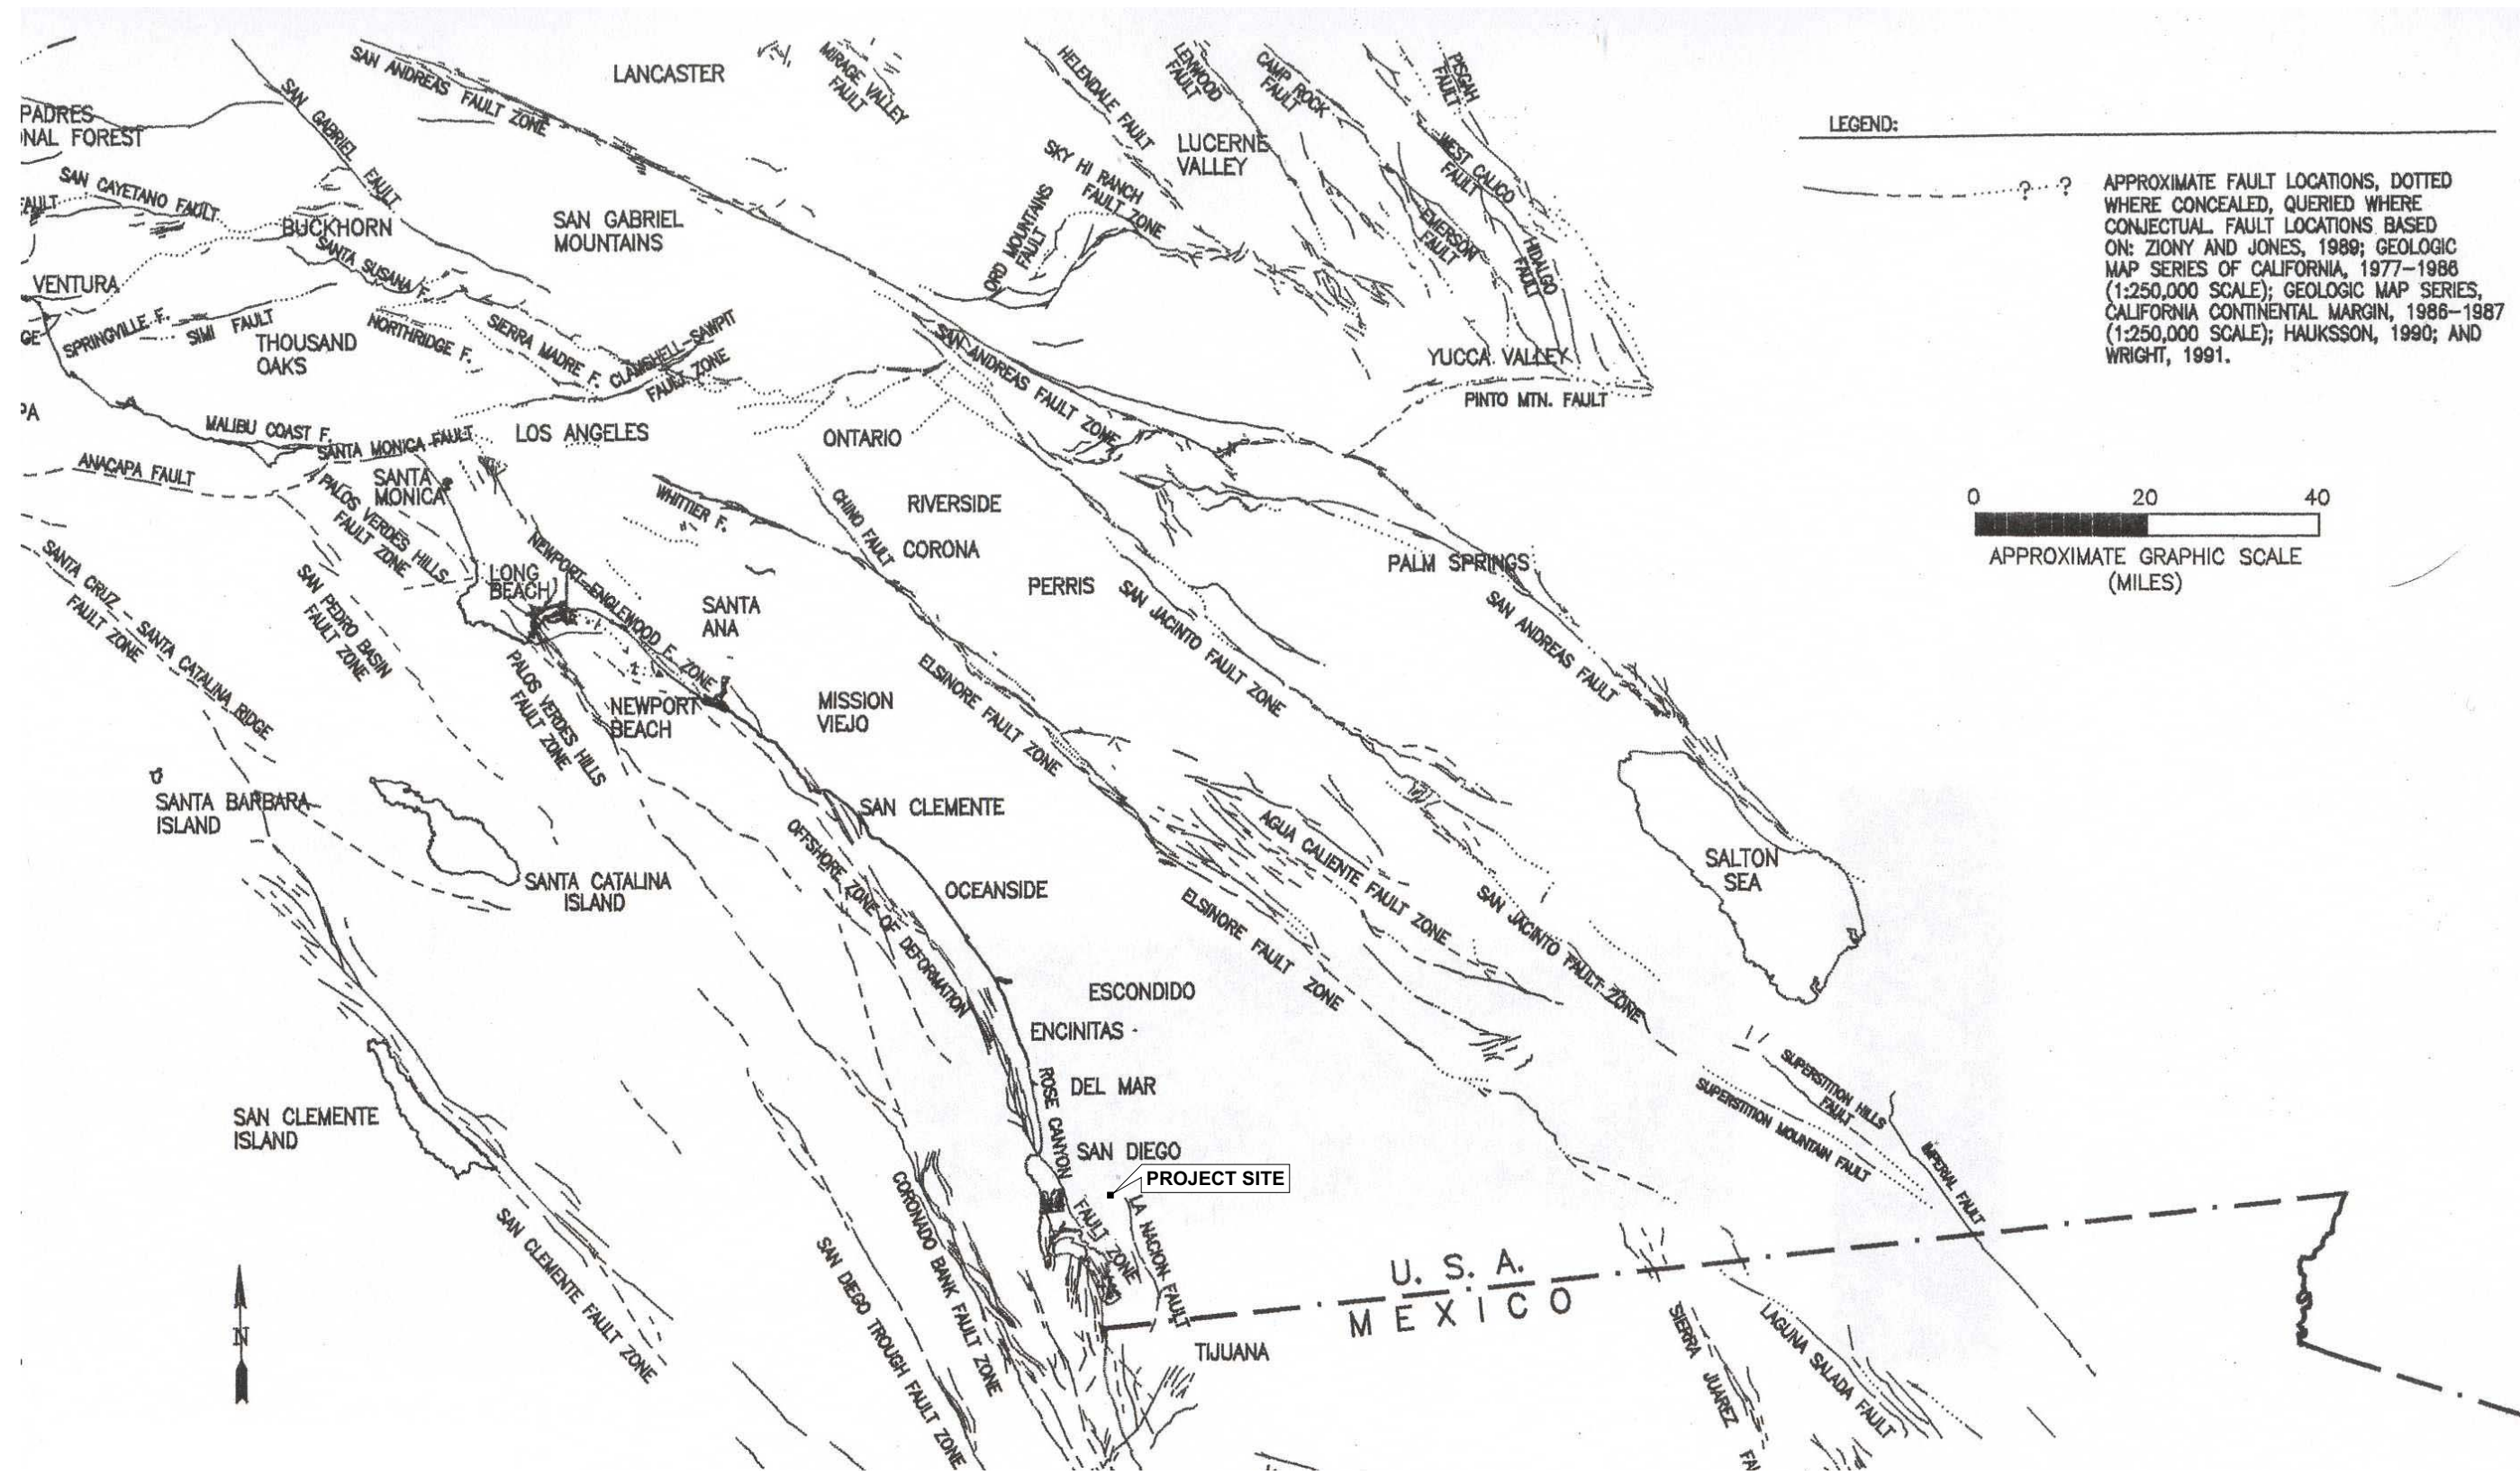 SAN ANDREAS FAULT ZONE
LANCASTER
MIRAGE VALLEY
FAULT
HELENDALE FAULT
LENWOOD
FAULT
CAMP ROCK
FAULT
PISGAH
FAULT
SAN GABRIEL FAULT
PADRES
NAL FOREST
LUCERNE
VALLEY
SKY HI RANCH
FAULT ZONE
WEST CALICO
FAULT
LEGEND:
? ?
APPROXIMATE FAULT LOCATIONS, DOTTED
WHERE CONCEALED, QUERIED WHERE
CONJECTUAL. FAULT LOCATIONS BASED
ON: ZIONY AND JONES, 1989; GEOLOGIC
MAP SERIES OF CALIFORNIA, 1977-1986
(1:250,000 SCALE); GEOLOGIC MAP SERIES,
CALIFORNIA CONTINENTAL MARGIN, 1986-1987
(1:250,000 SCALE); HAUKSSON, 1990; AND
WRIGHT, 1991.
SAN CAYETANO FAULT
FAULT
BUCKHORN
SAN GABRIEL
MOUNTAINS
ORD MOUNTAINS
FAULT
EMERSON
FAULT
HIDALGO
FAULT
SANTA SUSANA F.
VENTURA
GE
SPRINGVILLE F.
SIMI FAULT
THOUSAND
OAKS
NORTHRIDGE F.
SIERRA MADRE F.
CLAMSHELL-SAWPIT
FAULT ZONE
SAN ANDREAS FAULT ZONE
YUCCA VALLEY
PINTO MTN. FAULT
PA
MALIBU COAST F.
SANTA MONICA FAULT
LOS ANGELES
ONTARIO
ANACAPA FAULT
SANTA
MONICA
PALOS VERDES HILLS
FAULT ZONE
WHITTIER F.
CHINO FAULT
RIVERSIDE
CORONA
0 20 40
APPROXIMATE GRAPHIC SCALE
(MILES)
PALM SPRINGS
PERRIS
SANTA CRUZ - SANTA CATALINA RIDGE
FAULT ZONE
SAN PEDRO BASIN
FAULT ZONE
LONG
BEACH
NEWPORT-ENGLEWOOD F. ZONE
SANTA
ANA
SAN JACINTO FAULT ZONE
SAN ANDREAS FAULT
PALOS VERDES HILLS
FAULT ZONE
NEWPORT
BEACH
MISSION
VIEJO
ELSINORE FAULT ZONE
SANTA BARBARA
ISLAND
SAN CLEMENTE
OFFSHORE ZONE OF DEFORMATION
AGUA CALIENTE FAULT ZONE
SALTON
SEA
SANTA CATALINA
ISLAND
OCEANSIDE
ELSINORE FAULT ZONE
SAN JACINTO FAULT ZONE
ESCONDIDO
ENCINITAS
DEL MAR
SAN CLEMENTE
ISLAND
ROSE CANYON FAULT ZONE
SAN DIEGO
PROJECT SITE
LA NACION FAULT
SUPERSTITION HILLS
FAULT
SUPERSTITION MOUNTAIN FAULT
IMPERIAL FAULT
SAN CLEMENTE FAULT ZONE
SAN DIEGO TROUGH FAULT ZONE
CORONADO BANK FAULT ZONE
U. S. A.
MEXICO
N
TIJUANA
SIERRA JUAREZ FA
LAGUNA SALADA FAULT